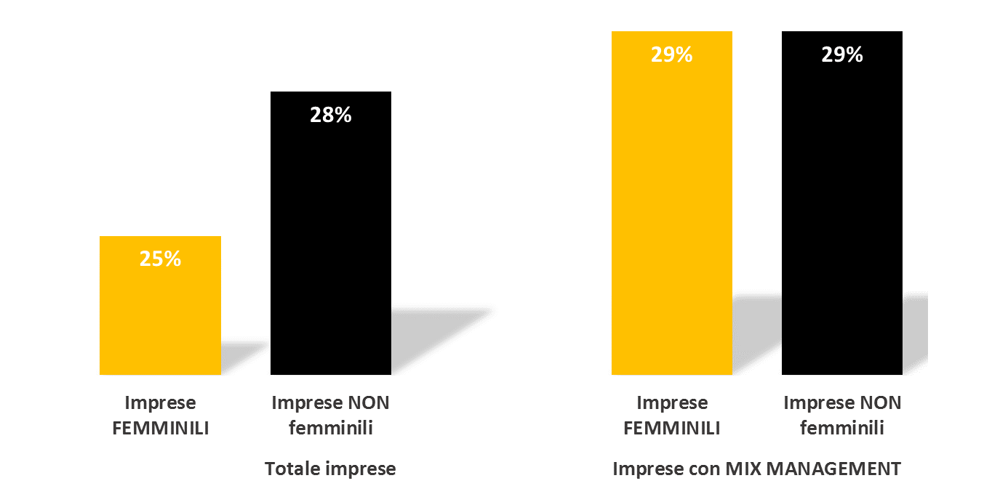 29%
29%
28%
25%
Imprese
FEMMINILI
Imprese NON
femminili
Imprese
FEMMINILI
Imprese NON
femminili
Totale imprese
Imprese con MIX MANAGEMENT